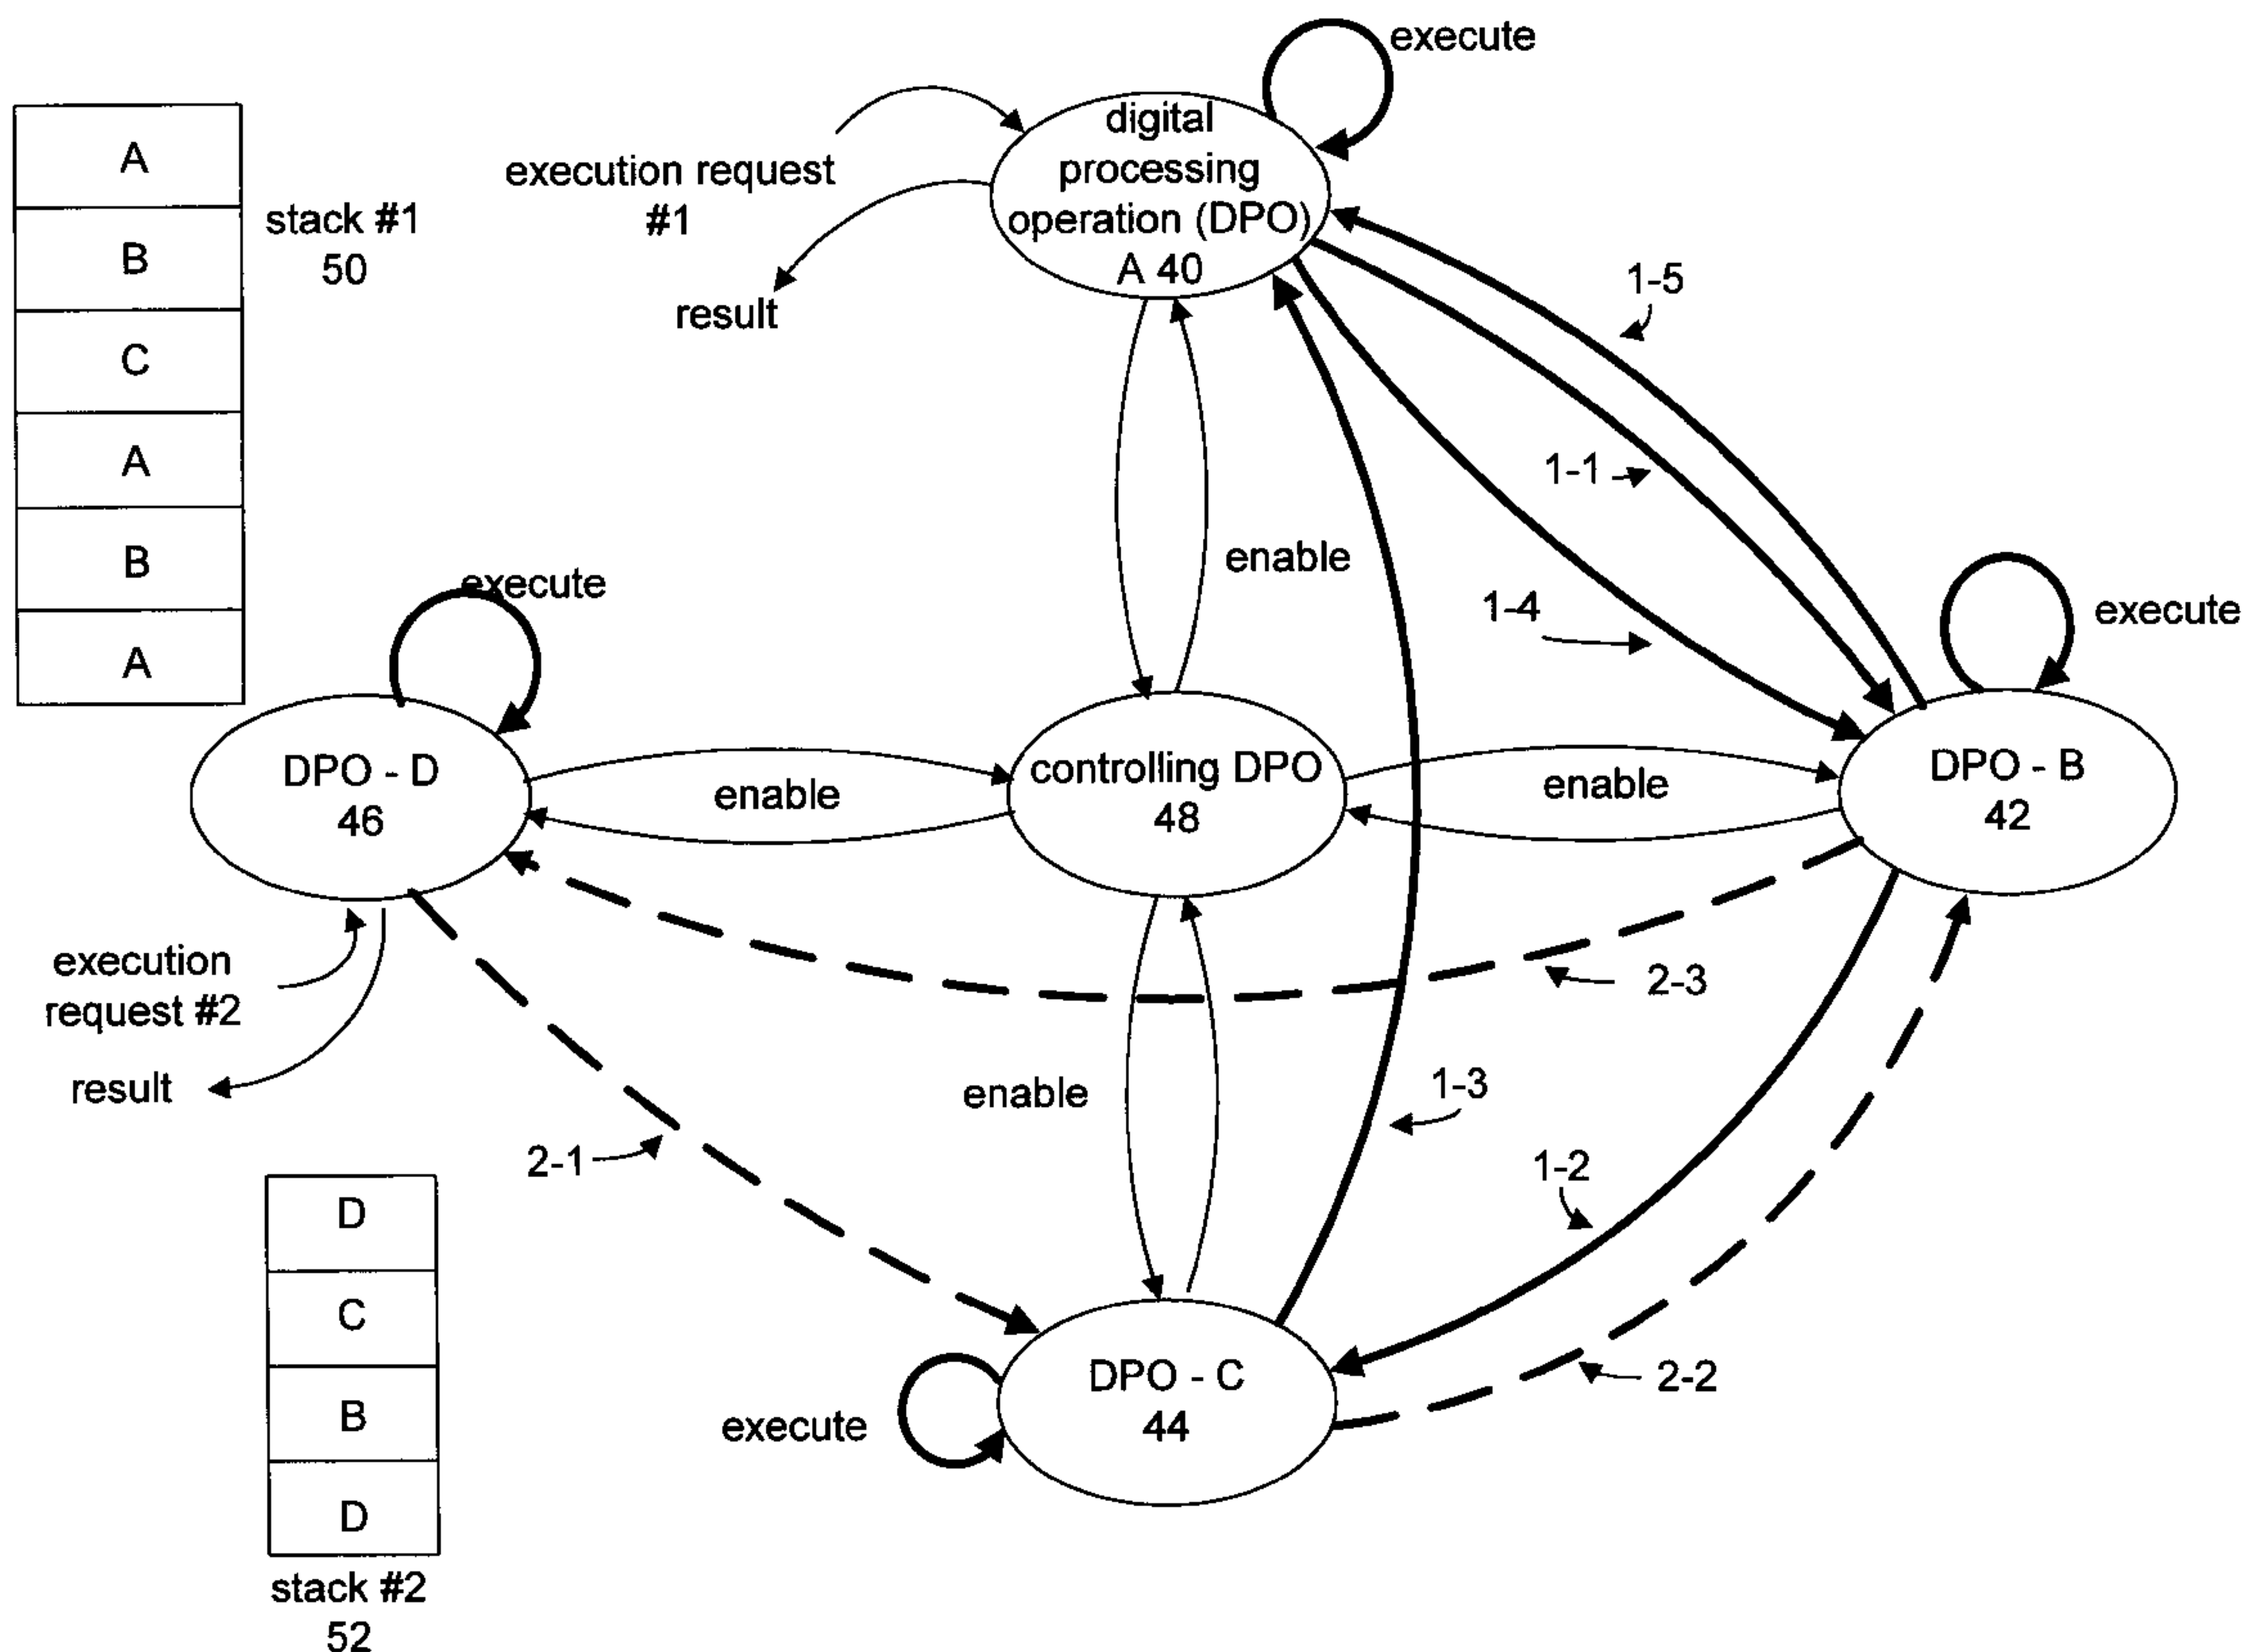 execute
digital
processing
operation (DPO)
A 40
execution request
#1
result
A
B
C
A
B
A
stack #1
50
1-5
1-1
1-4
enable
execute
execute
DPO - D
46
enable
controlling DPO
48
enable
DPO - B
42
execution
request #2
result
2-3
enable
1-3
2-1
1-2
D
C
B
D
stack #2
52
DPO - C
44
execute
2-2